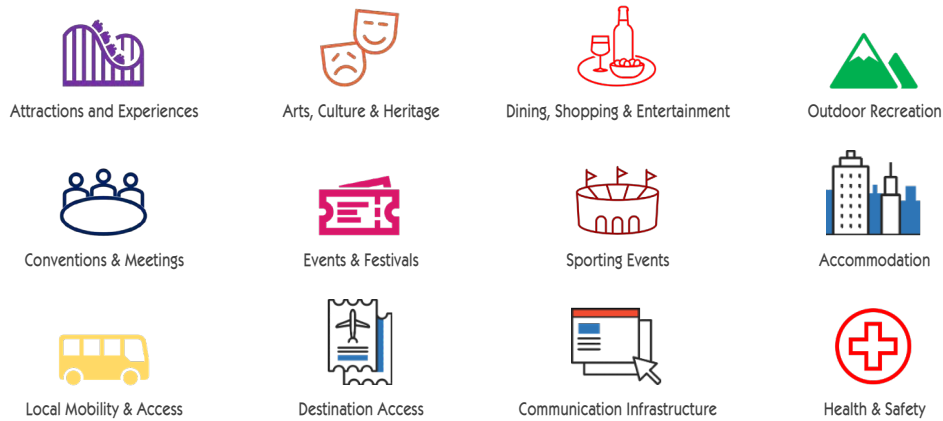 Attractions and Experiences
Arts, Culture & Heritage
Dining, Shopping & Entertainment
Outdoor Recreation
Conventions & Meetings
Events & Festivals
Sporting Events
Accommodation
Local Mobility & Access
Destination Access
Communication Infrastructure
Health & Safety